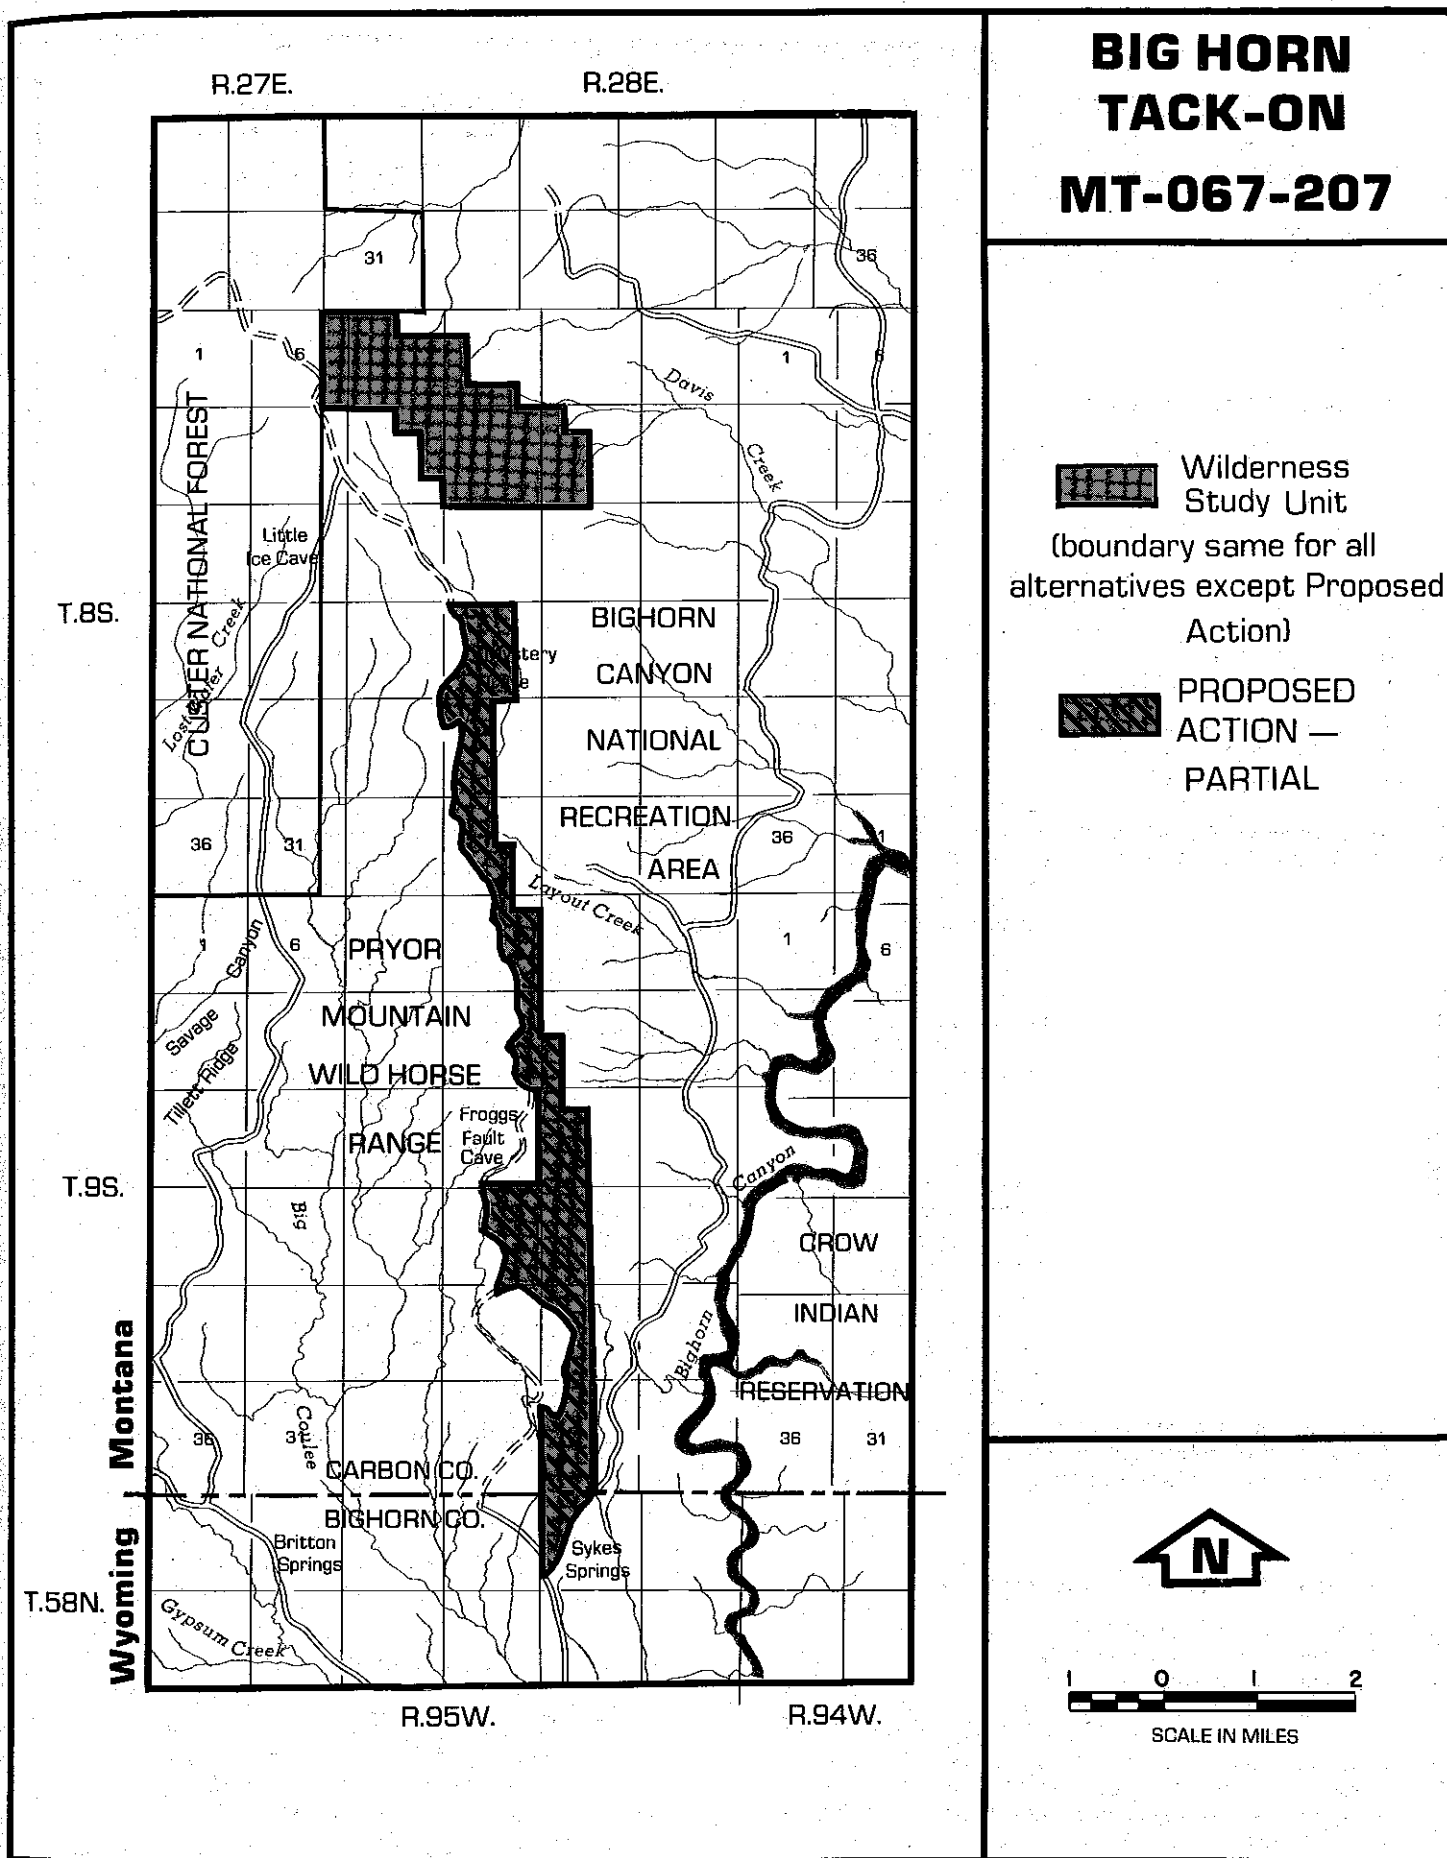 BIG HORN
TACK-ON
MT-067-207
R.27E.
R.28E.
31
36
1
6
1
6
Davis
Creek
CUSTER NATIONAL FOREST
Little
Ice Cave
T.8S.
Creek
BIGHORN
CANYON
NATIONAL
RECREATION
AREA
36
31
36
1
Layout Creek
1
6
Canyon
Savage
Tillett Ridge
PRYOR
MOUNTAIN
WILD HORSE
RANGE
1
6
Froggs
Fault
Cave
T.9S.
Big
Coulee
Canyon
Bighorn
CROW
INDIAN
RESERVATION
36
31
36
31
Montana
CARBON CO.
BIGHORN CO.
Wyoming
Britton
Springs
Sykes
Springs
T.58N.
Gypsum Creek
R.95W.
R.94W.
Wilderness
Study Unit
(boundary same for all
alternatives except Proposed
Action)
PROPOSED
ACTION —
PARTIAL
N
1 0 1 2
SCALE IN MILES